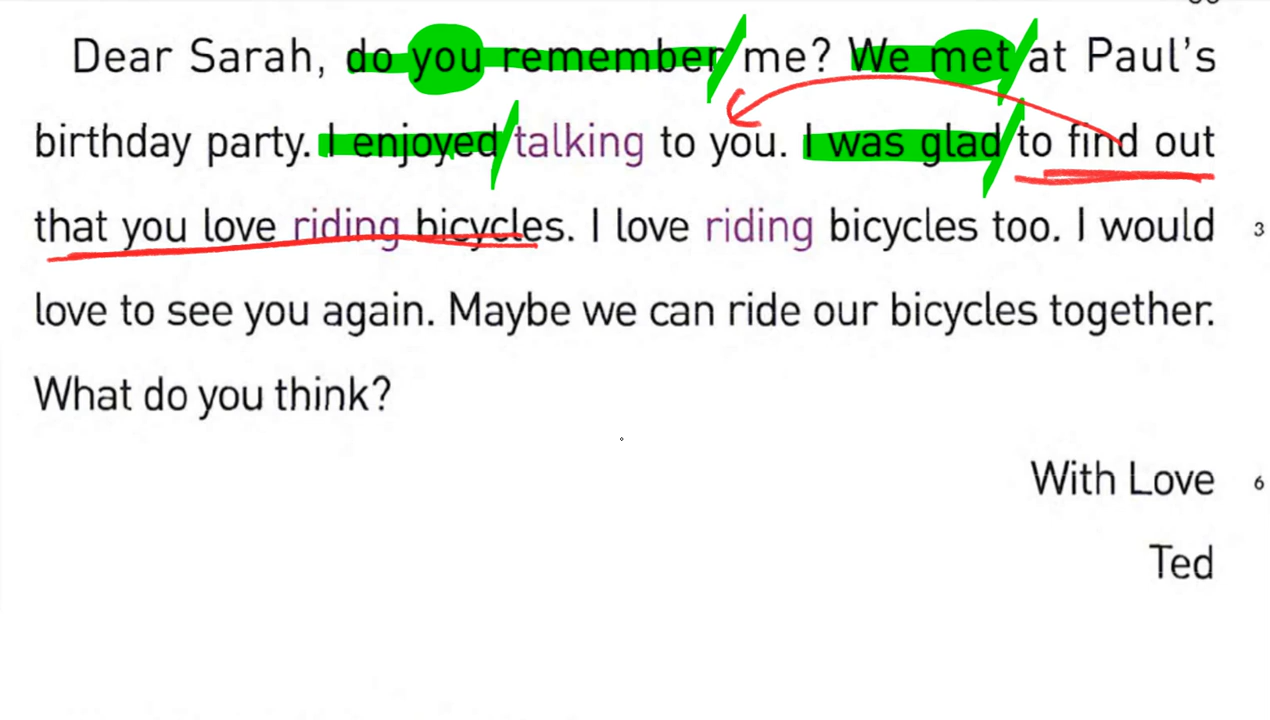 Dear Sarah, do you remember me? We met at Paul's
birthday party. I enjoyed talking to you. I was glad to find out
that you love riding bicycles. I love riding bicycles too. I would 3
love to see you again. Maybe we can ride our bicycles together.
What do you think?
With Love 6
Ted